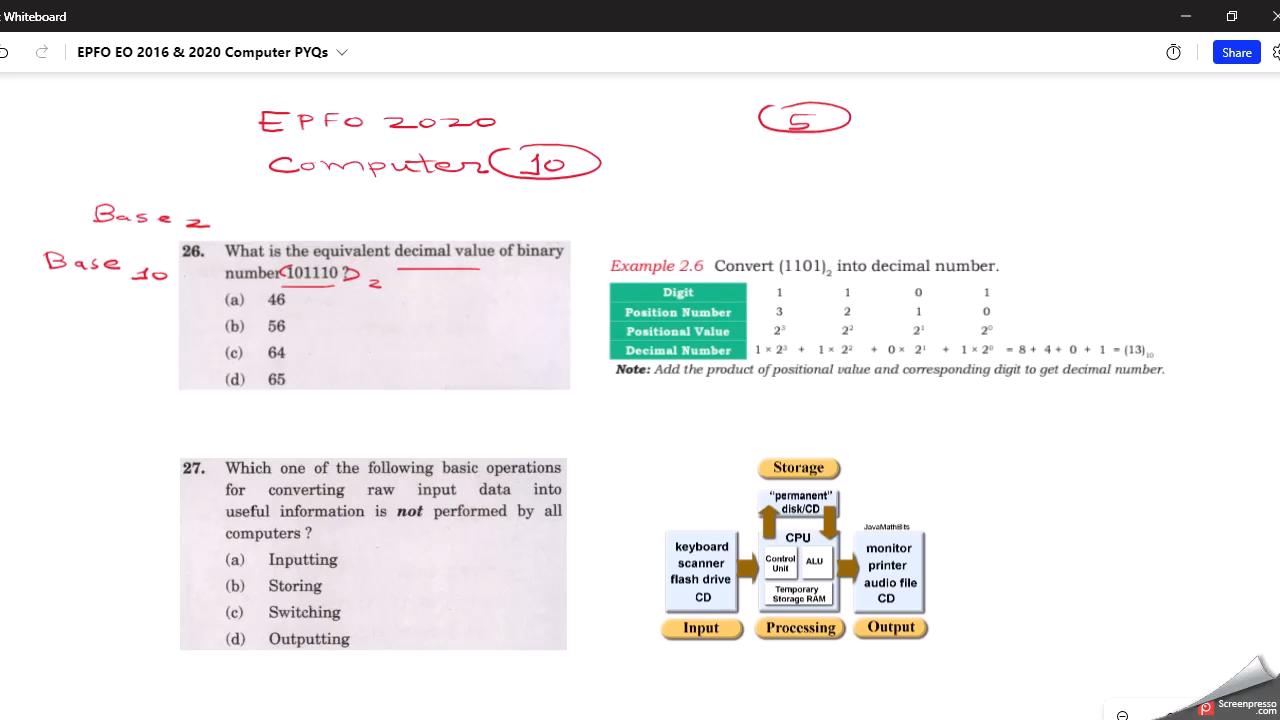 Whiteboard
EPFO EO 2016 & 2020 Computer PYQs
Share
EPFO 2020
5
Computer 10
Base 2
Base 10
26. What is the equivalent decimal value of binary
number (101110 ?)2
(a) 46
(b) 56
(c) 64
(d) 65
Example 2.6 Convert (1101)₂ into decimal number.
Digit 1 1 0 1
Position Number 3 2 1 0
Positional Value 2³ 2² 2¹ 2⁰
Decimal Number 1 × 2³ + 1 × 2² + 0 × 2¹ + 1 × 2⁰ = 8 + 4 + 0 + 1 = (13)₁₀
Note: Add the product of positional value and corresponding digit to get decimal number.
27. Which one of the following basic operations
for converting raw input data into
useful information is not performed by all
computers ?
(a) Inputting
(b) Storing
(c) Switching
(d) Outputting
Storage
"permanent"
disk/CD
JavaMathBits
keyboard
scanner
flash drive
CD
CPU
Control
Unit
ALU
Temporary
Storage RAM
monitor
printer
audio file
CD
Input
Processing
Output
Screenpresso
.com